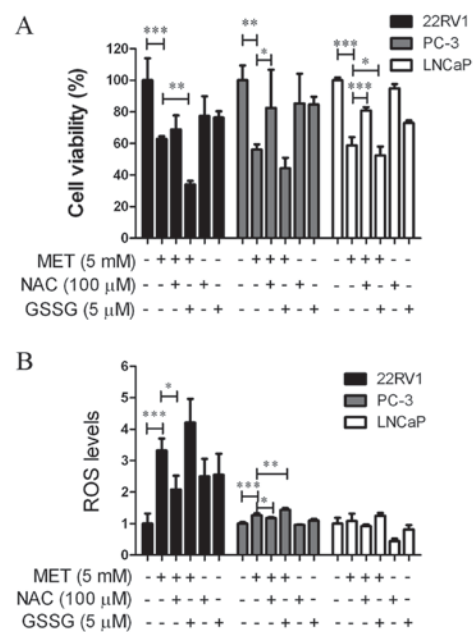 A
22RV1
PC-3
LNCaP
*** ** ** * *** * ***
Cell viability (%)
120
100
80
60
40
20
0
MET (5 mM) - + + + - - - + + + - - - + + + - -
NAC (100 μM) - - + - + - - - + - + - - - + - + -
GSSG (5 μM) - - - + - + - - - + - + - - - + - +
B
22RV1
PC-3
LNCaP
*** * *** * **
ROS levels
6
5
4
3
2
1
0
MET (5 mM) - + + + - - - + + + - - - + + + - -
NAC (100 μM) - - + - + - - - + - + - - - + - + -
GSSG (5 μM) - - - + - + - - - + - + - - - + - +